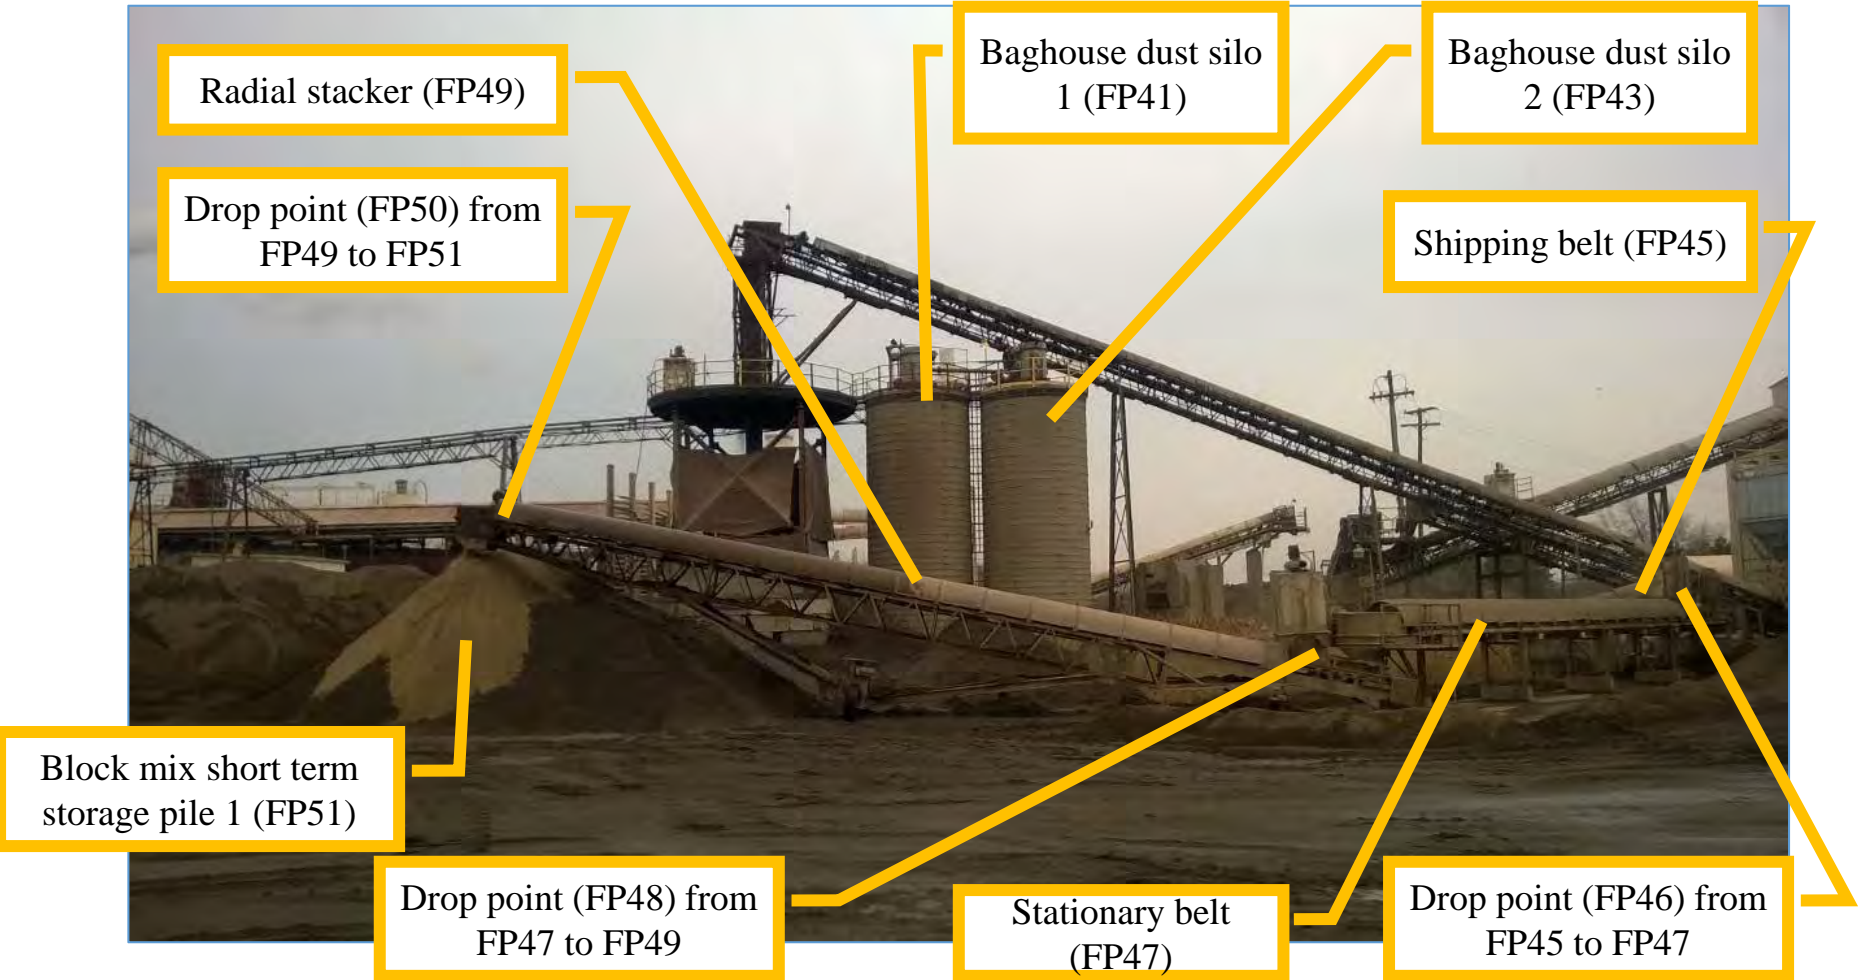 Radial stacker (FP49)
Baghouse dust silo
1 (FP41)
Baghouse dust silo
2 (FP43)
Drop point (FP50) from
FP49 to FP51
Shipping belt (FP45)
Block mix short term
storage pile 1 (FP51)
Drop point (FP48) from
FP47 to FP49
Stationary belt
(FP47)
Drop point (FP46) from
FP45 to FP47